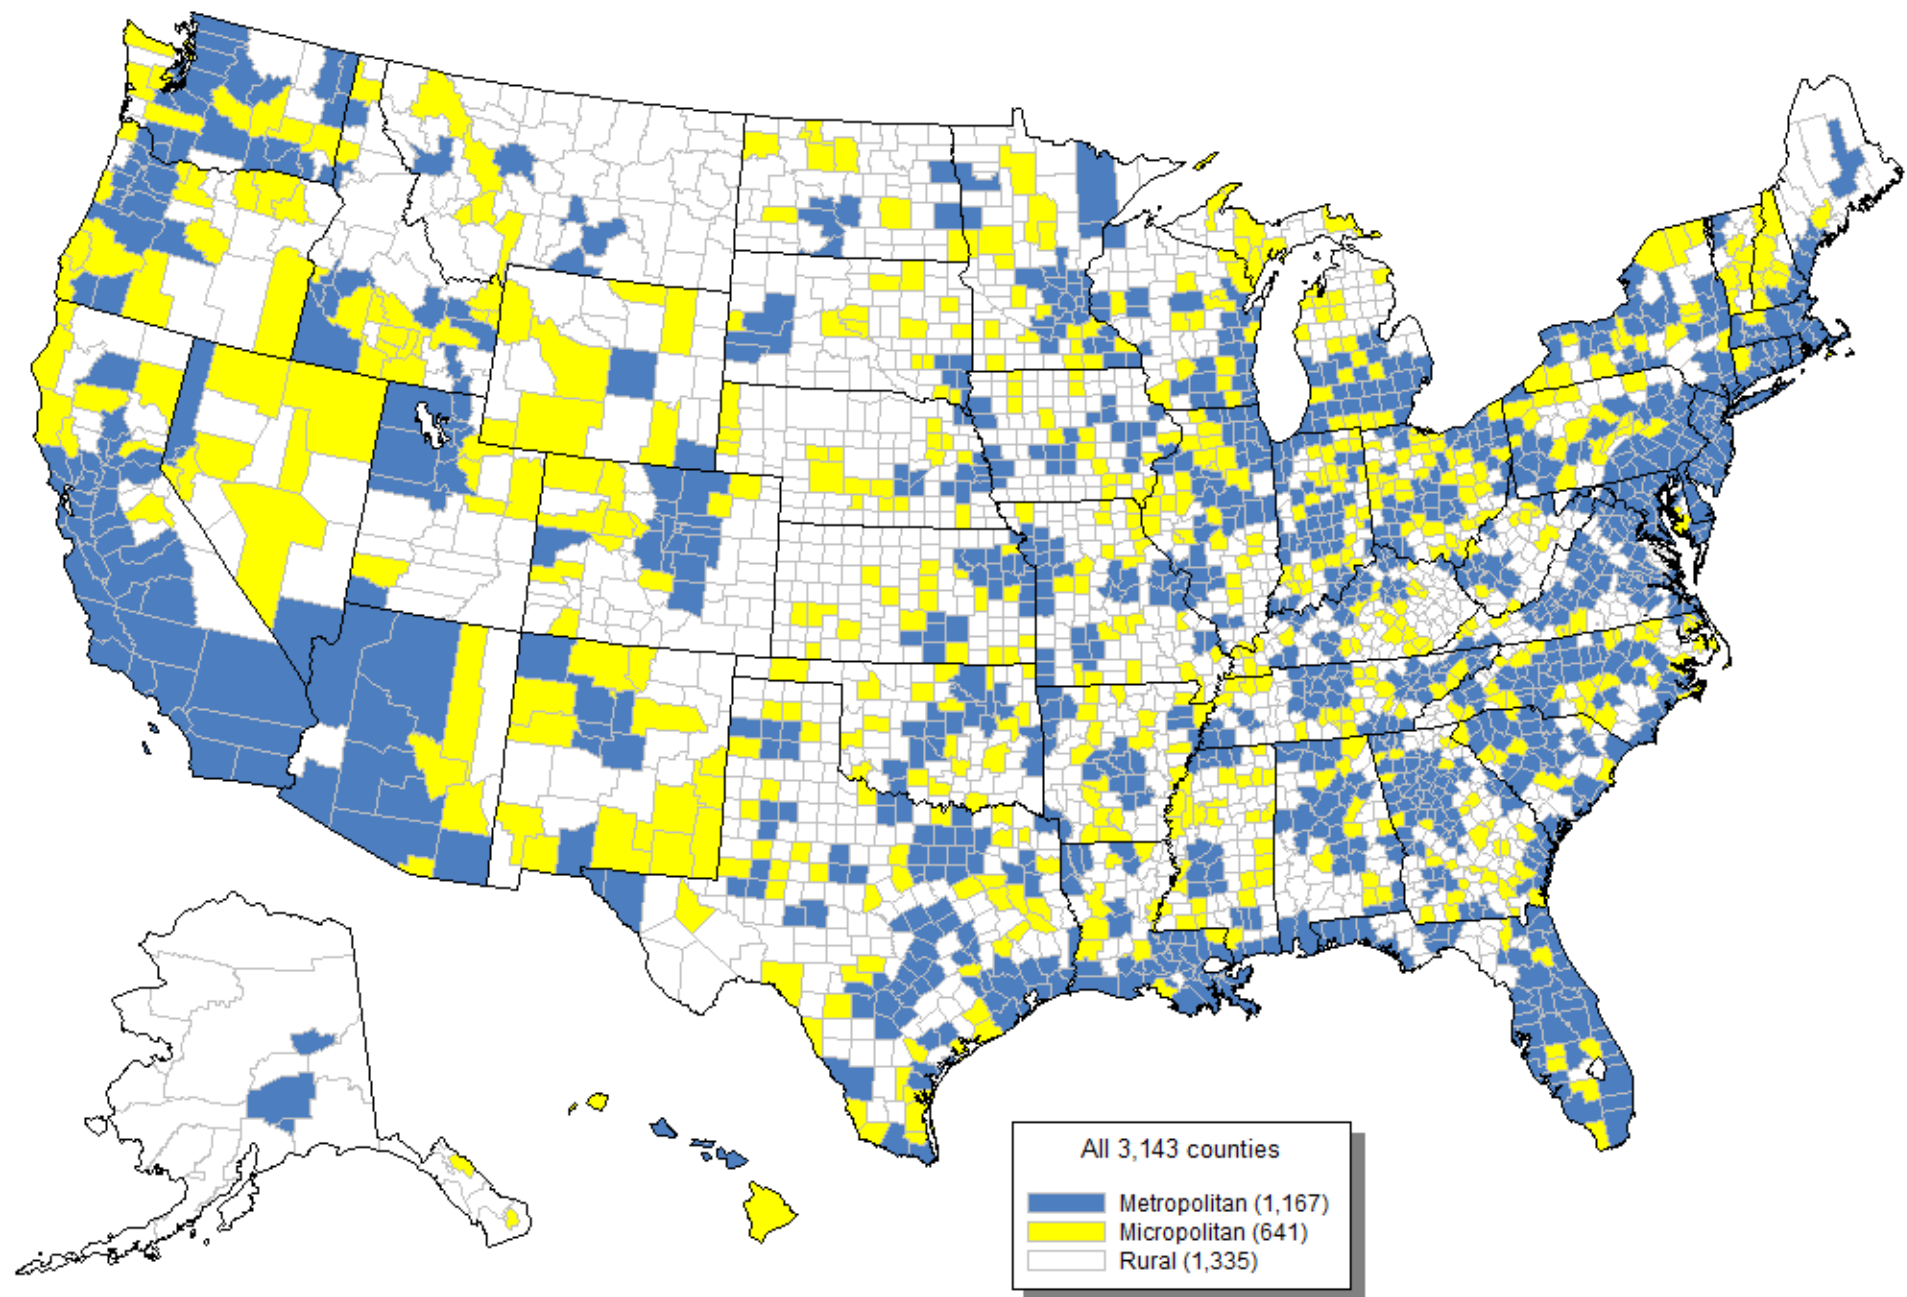 All 3,143 counties
Metropolitan (1,167)
Micropolitan (641)
Rural (1,335)